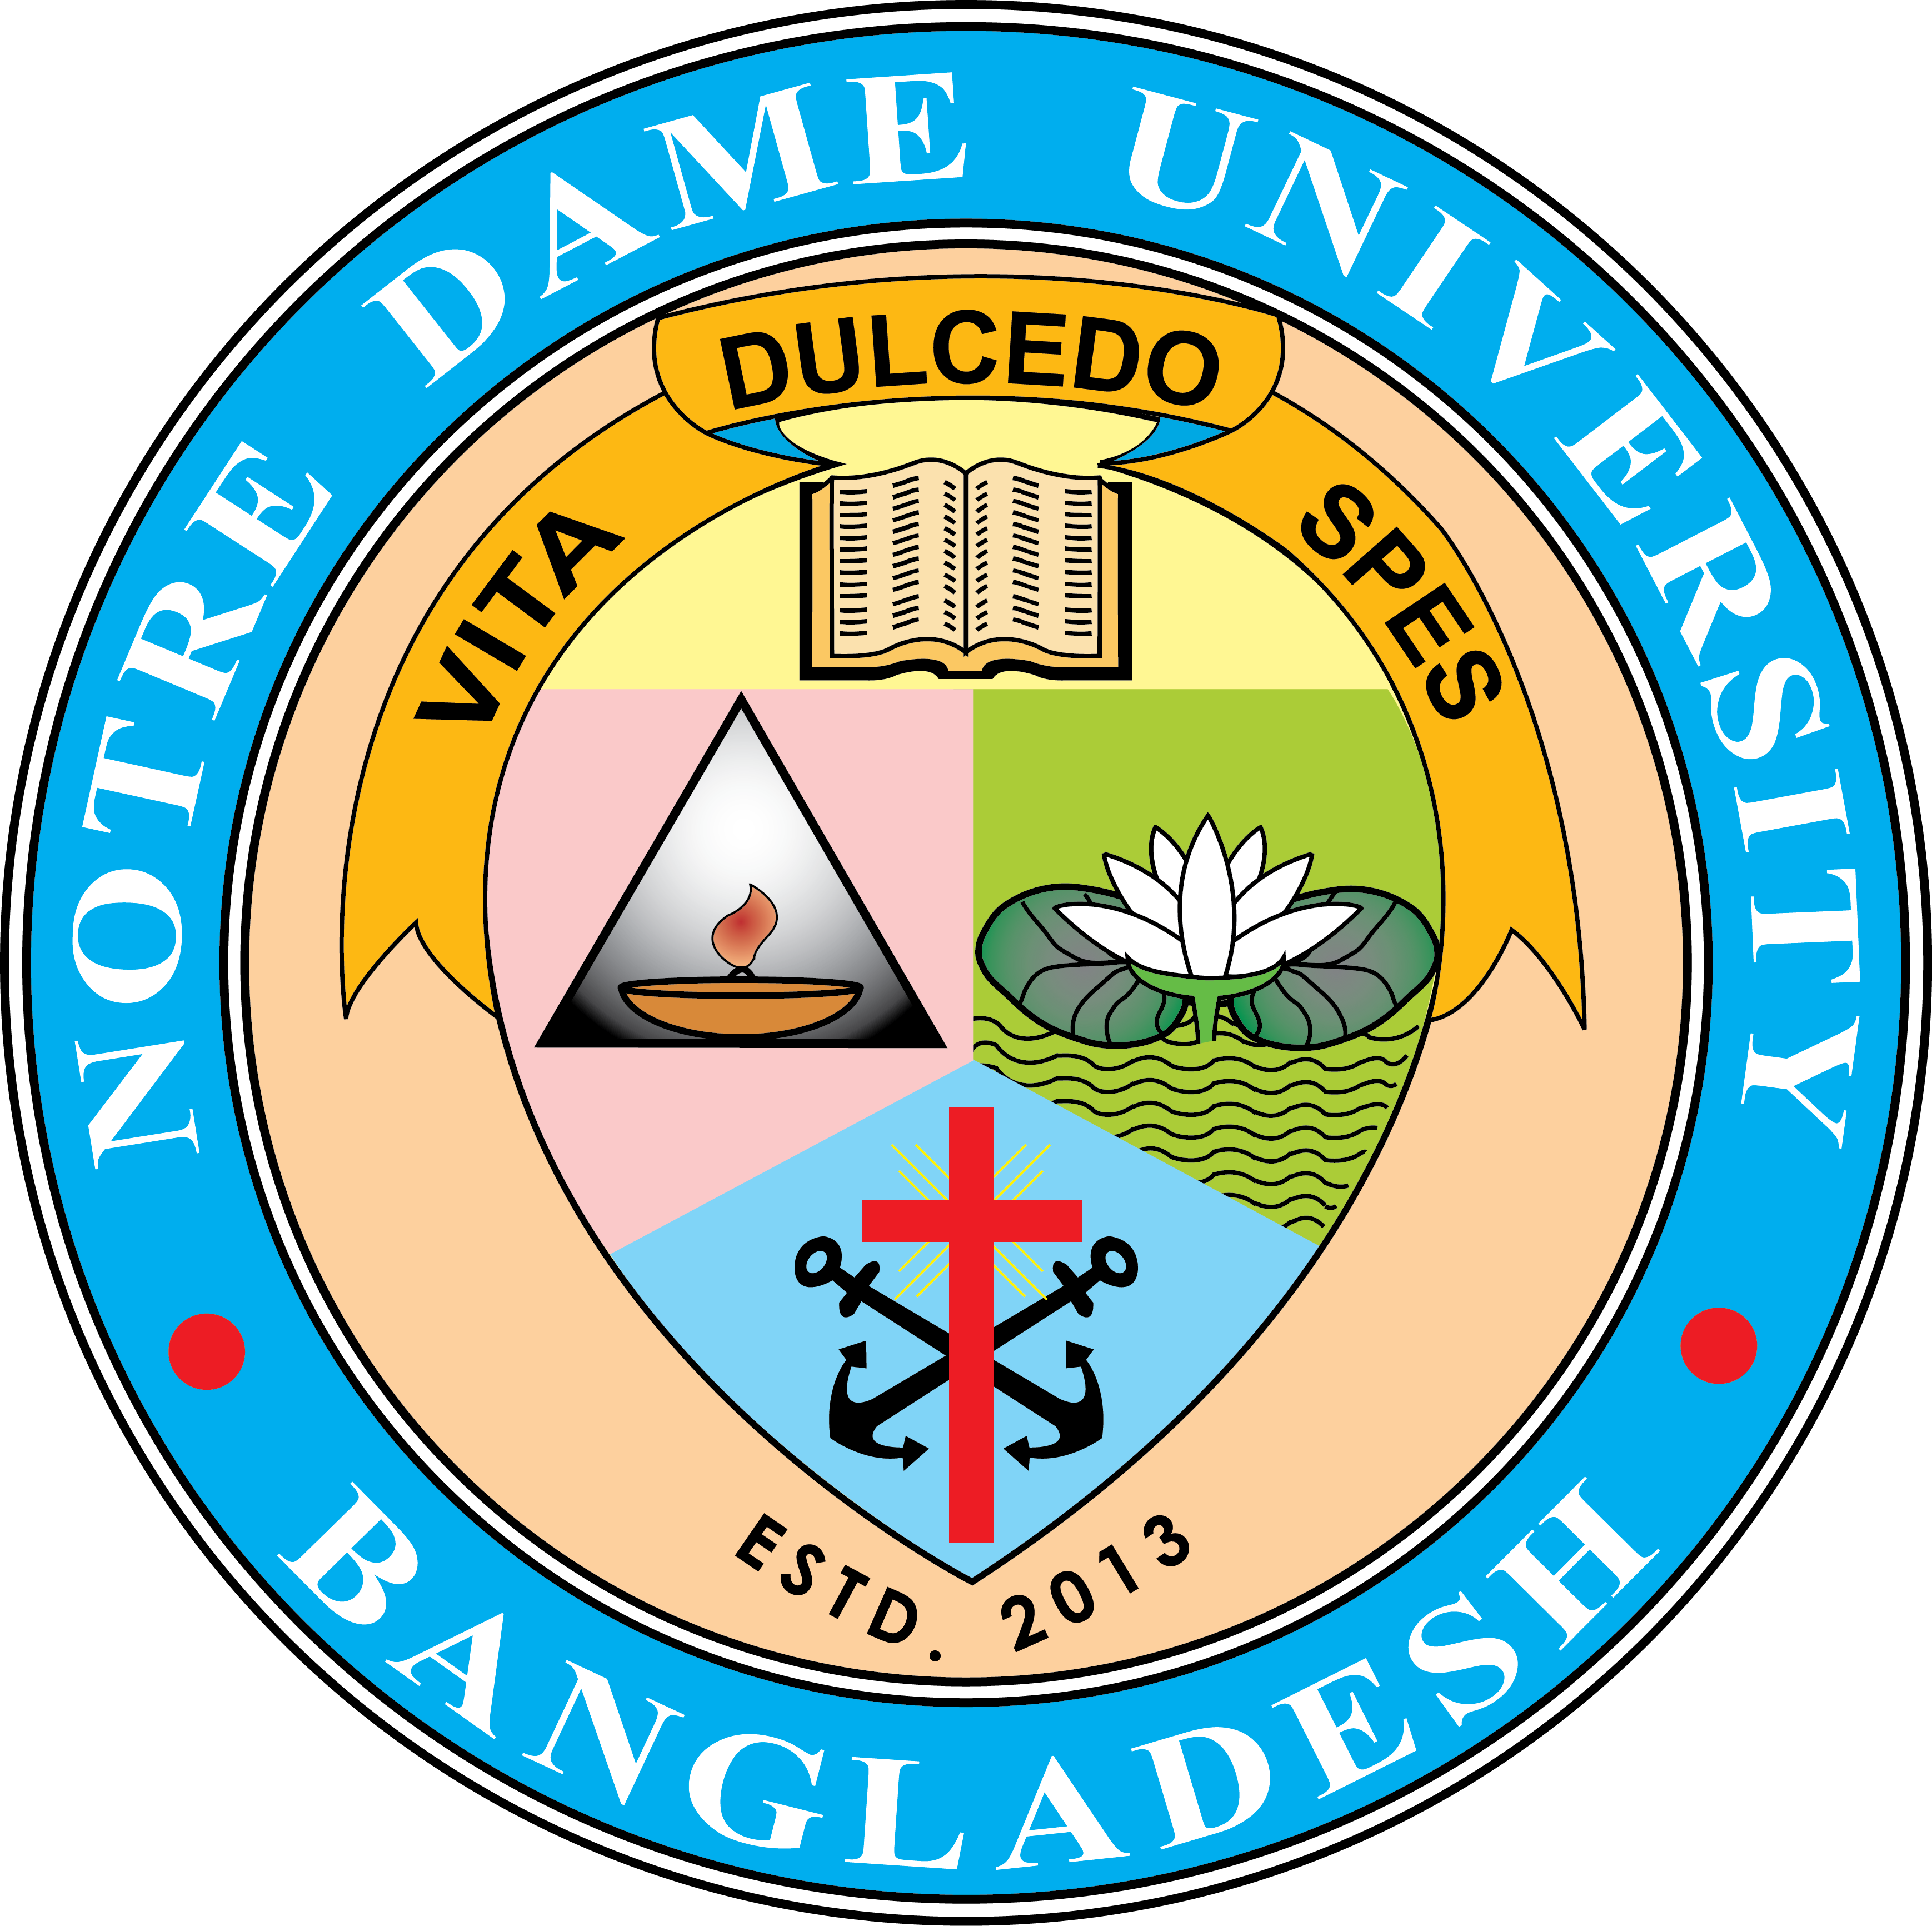 NOTRE DAME UNIVERSITY
VITA DULCEDO SPES
ESTD. 2013
BANGLADESH